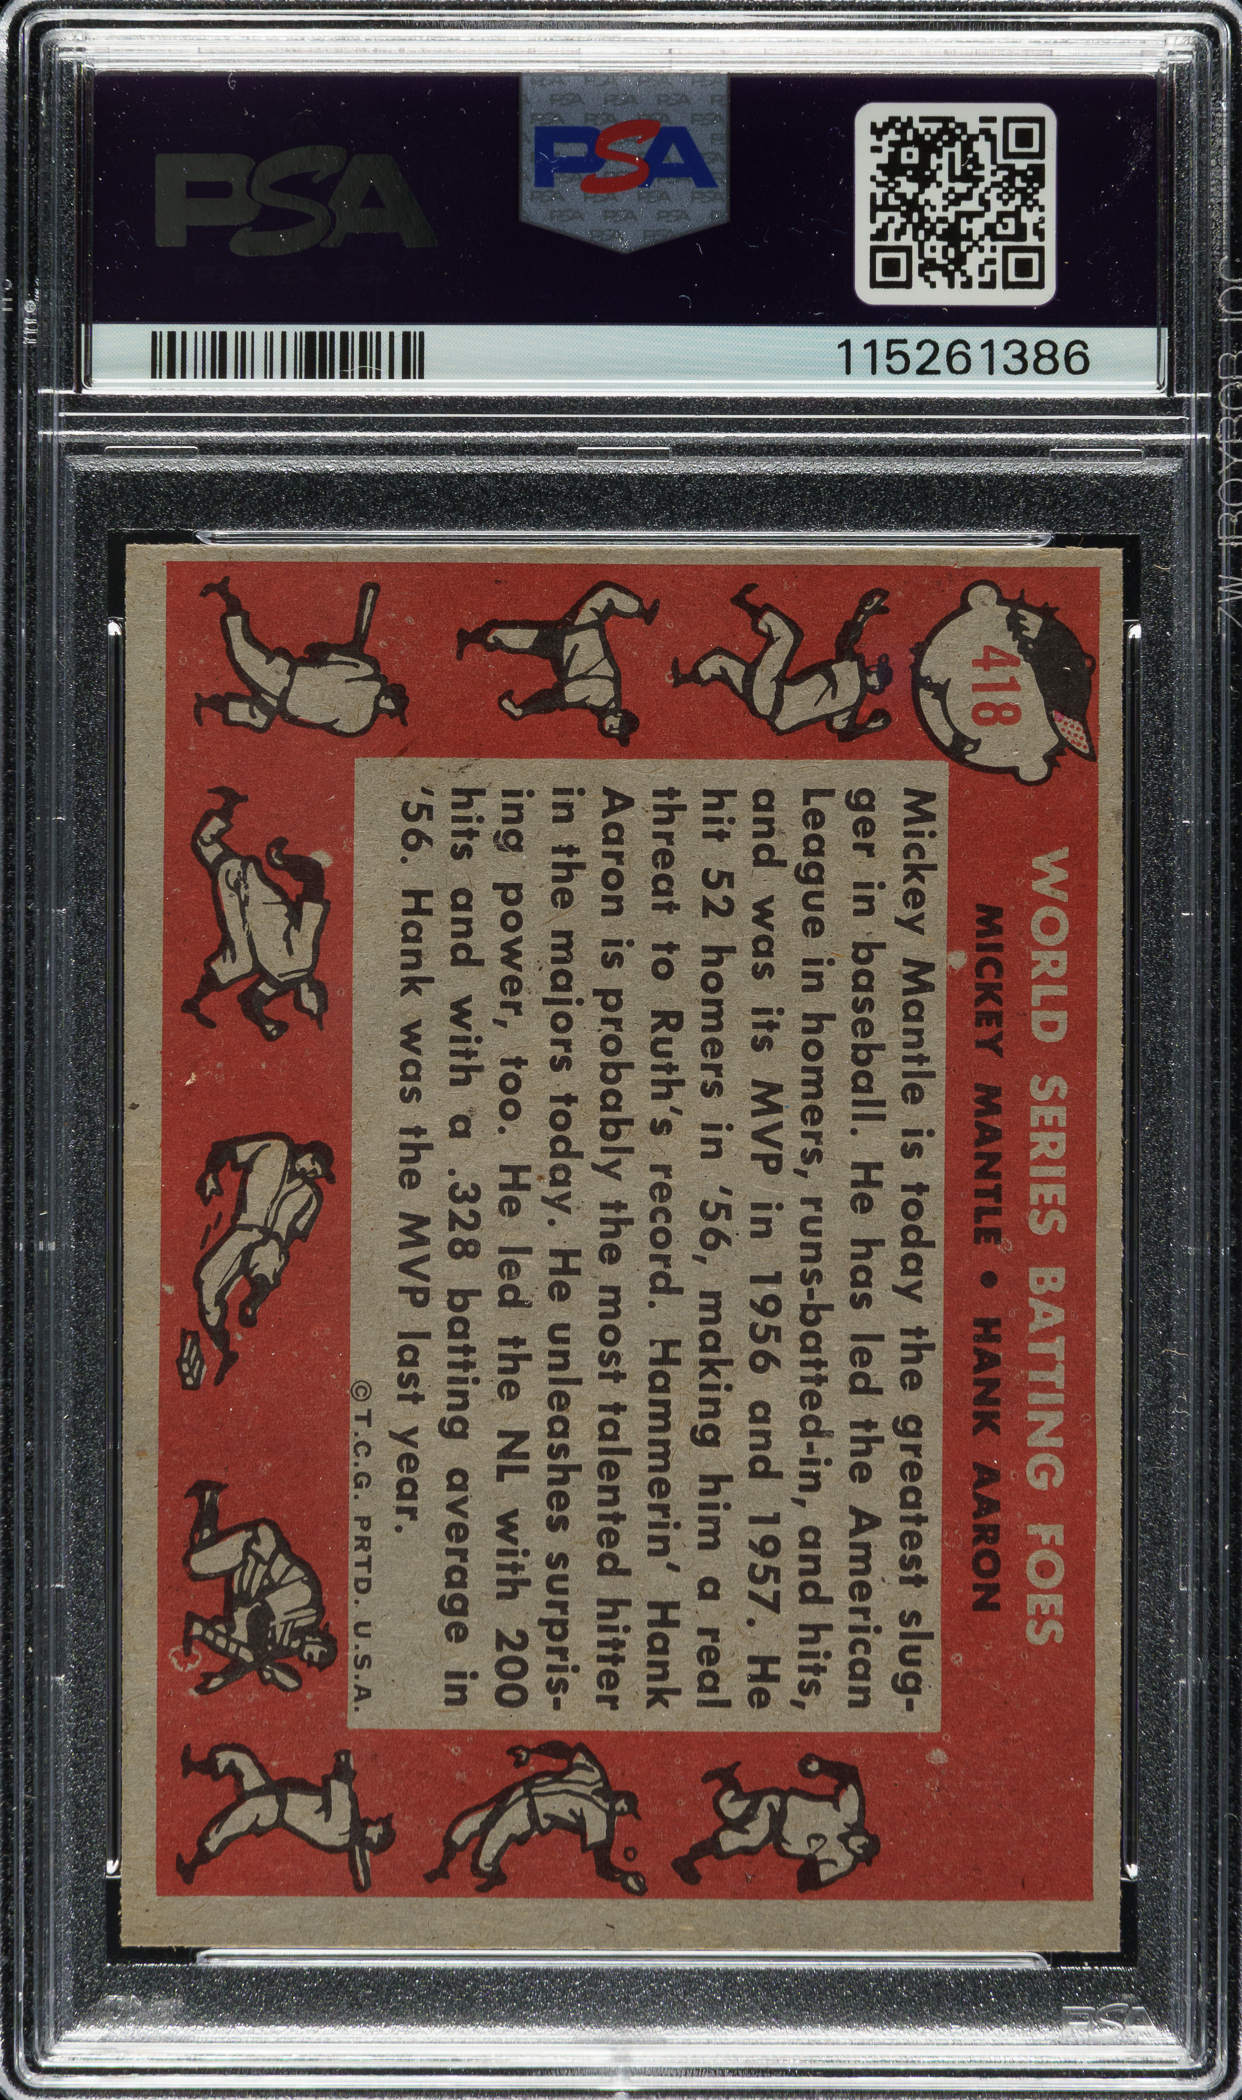 PSA
PSA
115261386
418
WORLD SERIES BATTING FOES
MICKEY MANTLE • HANK AARON
Mickey Mantle is today the greatest slug-
ger in baseball. He has led the American
League in homers, runs-batted-in, and hits,
and was its MVP in 1956 and 1957. He
hit 52 homers in '56, making him a real
threat to Ruth's record. Hammerin' Hank
Aaron is probably the most talented hitter
in the majors today. He unleashes surpris-
ing power, too. He led the NL with 200
hits and with a .328 batting average in
'56. Hank was the MVP last year.
©T.C.G. PRTD. U.S.A.
PSA